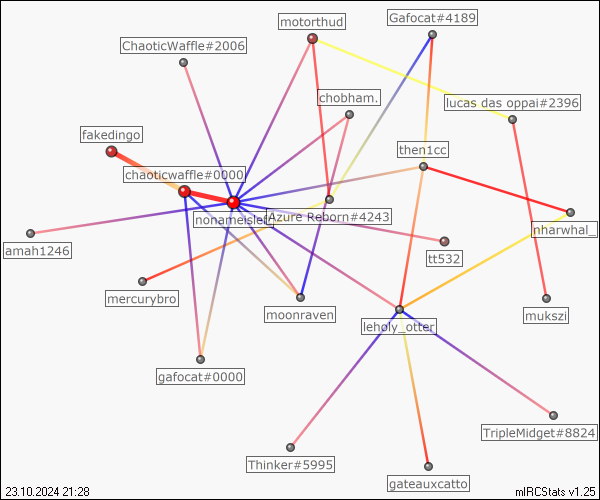 motorthud
Gafocat#4189
ChaoticWaffle#2006
chobham.
lucas das oppai#2396
fakedingo
then1cc
chaoticwaffle#0000
Azure Reborn#4243
nharwhal_
amah1246
tt532
mercurybro
moonraven
mukszi
leholy_otter
gafocat#0000
TripleMidget#8824
Thinker#5995
gateauxcatto
23.10.2024 21:28
mIRCStats v1.25